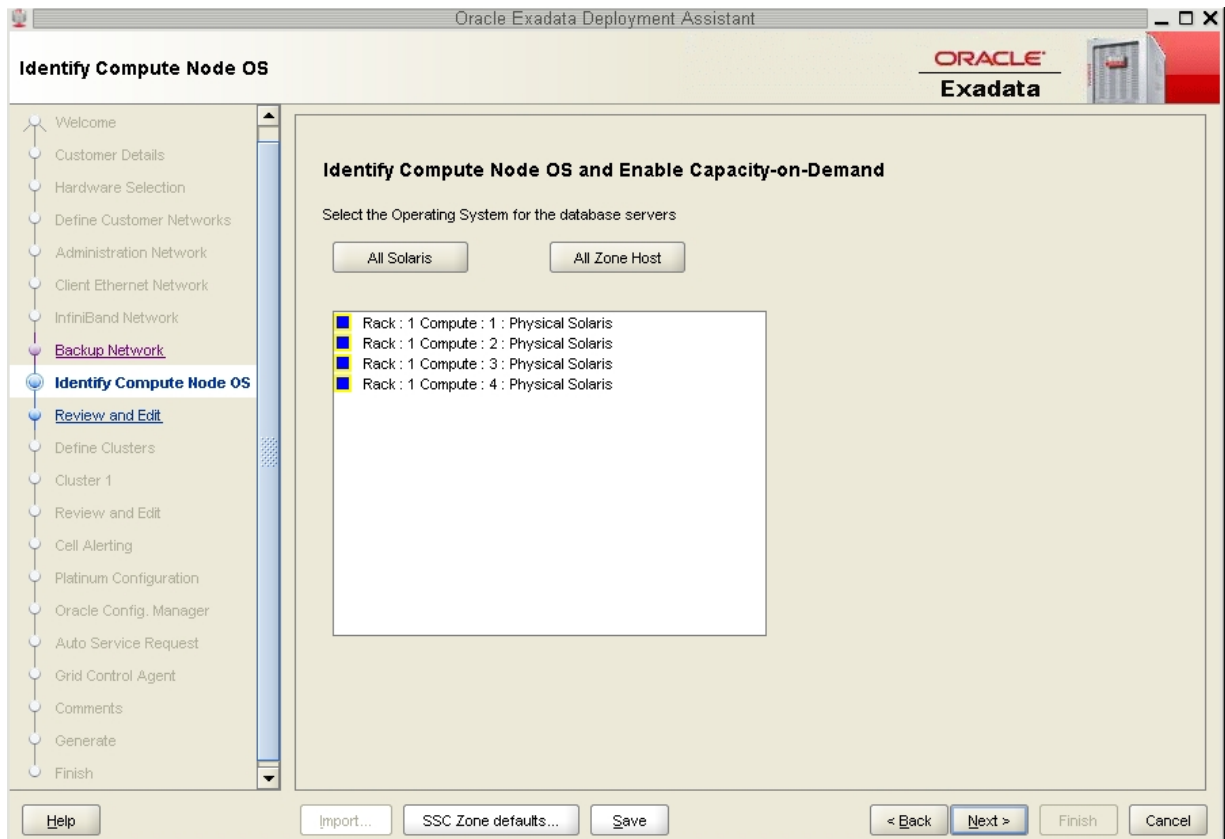 Oracle Exadata Deployment Assistant
Identify Compute Node OS
ORACLE
Exadata
Welcome
Customer Details
Hardware Selection
Define Customer Networks
Administration Network
Client Ethernet Network
InfiniBand Network
Backup Network
Identify Compute Node OS
Review and Edit
Define Clusters
Cluster 1
Review and Edit
Cell Alerting
Platinum Configuration
Oracle Config. Manager
Auto Service Request
Grid Control Agent
Comments
Generate
Finish
Identify Compute Node OS and Enable Capacity-on-Demand
Select the Operating System for the database servers
All Solaris
All Zone Host
Rack : 1 Compute : 1 : Physical Solaris
Rack : 1 Compute : 2 : Physical Solaris
Rack : 1 Compute : 3 : Physical Solaris
Rack : 1 Compute : 4 : Physical Solaris
Help
Import...
SSC Zone defaults...
Save
< Back
Next >
Finish
Cancel